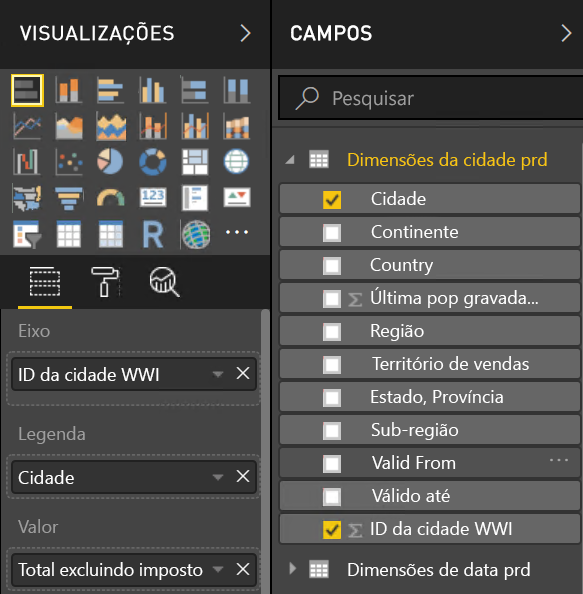 VISUALIZAÇÕES
123
R
Eixo
ID da cidade WWI
Legenda
Cidade
Valor
Total excluindo imposto
CAMPOS
Pesquisar
Dimensões da cidade prd
Cidade
Continente
Country
Última pop gravada...
Região
Território de vendas
Estado, Província
Sub-região
Valid From
Válido até
ID da cidade WWI
Dimensões de data prd